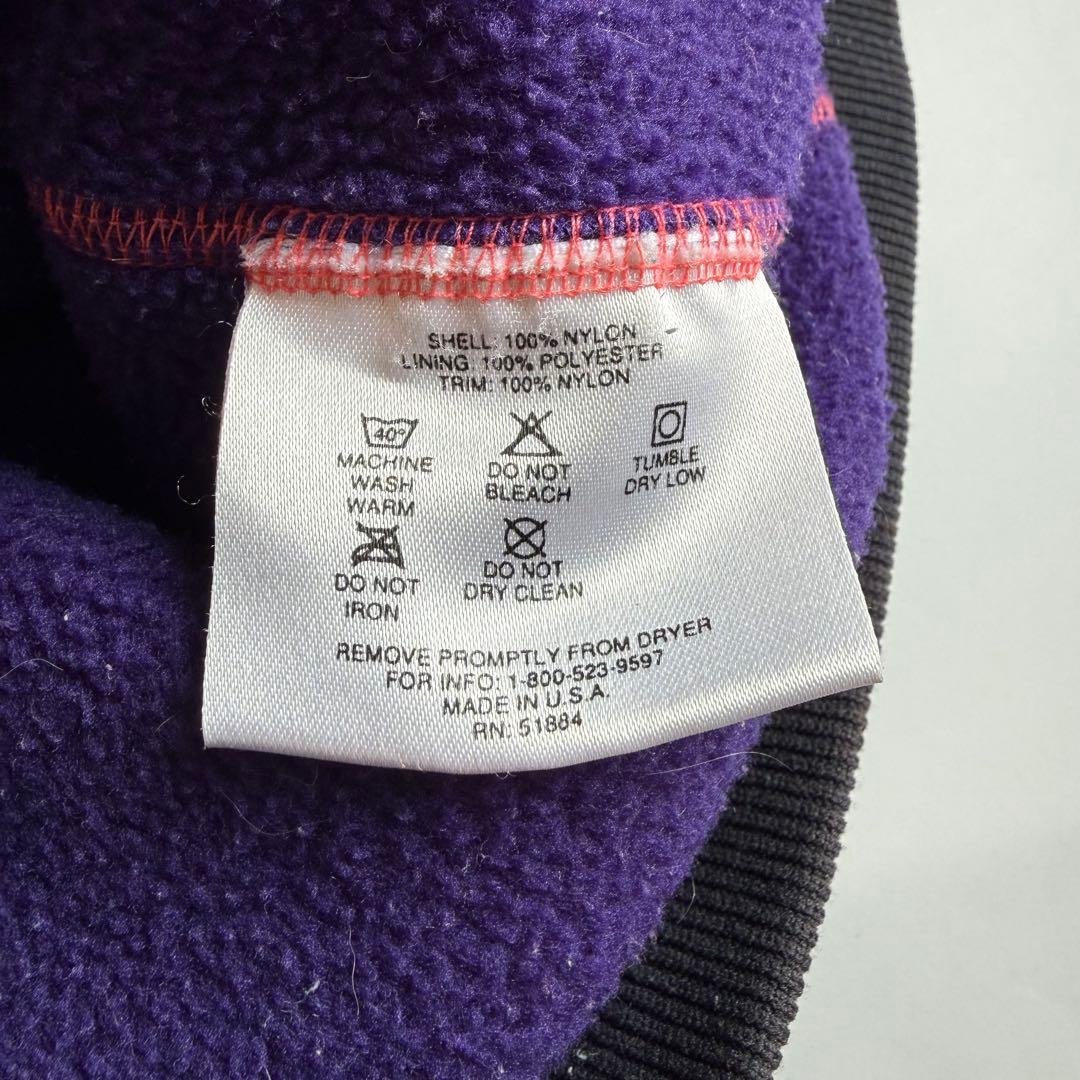 SHELL: 100% NYLON
LINING: 100% POLYESTER
TRIM: 100% NYLON
40°
MACHINE
WASH
WARM
DO NOT
BLEACH
TUMBLE
DRY LOW
DO NOT
IRON
DO NOT
DRY CLEAN
REMOVE PROMPTLY FROM DRYER
FOR INFO: 1-800-523-9597
MADE IN U.S.A.
RN: 51884